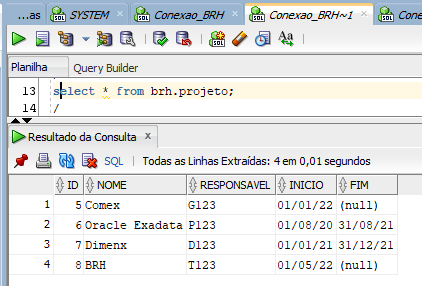 ...as SYSTEM Conexao_BRH Conexao_BRH~1 Cone
Aa
Planilha Query Builder
13 select * from brh.projeto;
14 /
Resultado da Consulta x
SQL | Todas as Linhas Extraídas: 4 em 0,01 segundos
ID NOME RESPONSAVEL INICIO FIM
1 5 Comex G123 01/01/22 (null)
2 6 Oracle Exadata P123 01/08/20 31/08/21
3 7 Dimenx D123 01/01/21 31/12/21
4 8 BRH T123 01/05/22 (null)